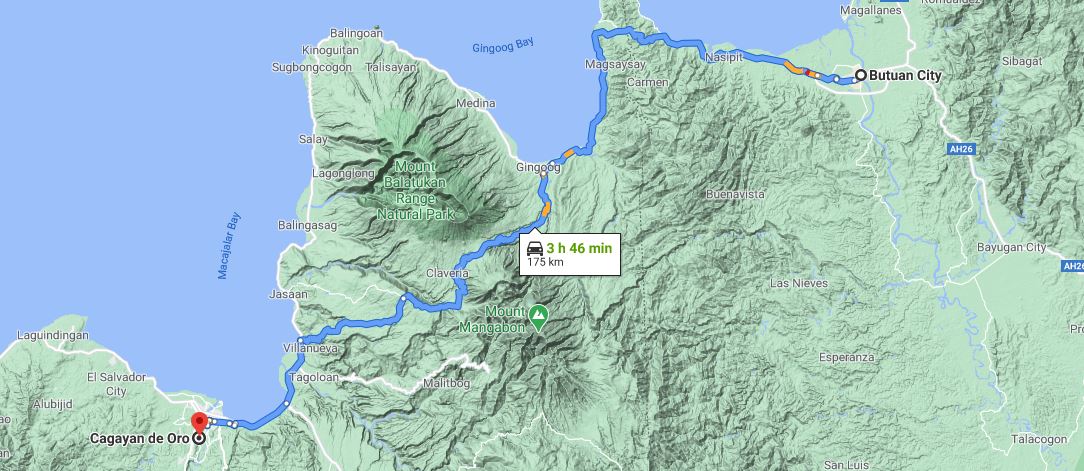 Magallanes
Balingoan
Gingoog Bay
Kinoguitan
Sugbongcogon
Talisayan
Magsaysay
Nasipit
Sibagat
Carmen
Butuan City
Medina
Salay
AH26
Lagonglong
Mount
Balatukan
Range
Natural Park
Gingoog
Buenavista
Macajalar Bay
Balingasag
3 h 46 min
175 km
Bayugan City
AH26
Claveria
Las Nieves
Jasaan
Mount
Mangabon
Laguindingan
Villanueva
Esperanza
El Salvador
City
Tagoloan
Malitbog
Alubijid
Cagayan de Oro
Talacogon
San Luis